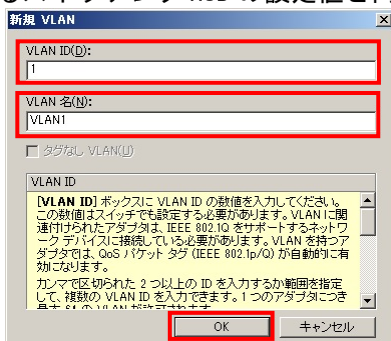 新規 VLAN
VLAN ID(D):
1
VLAN 名(N):
VLAN1
タグなし VLAN(U)
VLAN ID
[VLAN ID] ボックスに VLAN ID の数値を入力してください。
この数値はスイッチでも設定する必要があります。VLAN に関
連付けられたアダプタは、IEEE 802.1Q をサポートするネットワ
ーク デバイスに接続している必要があります。VLAN を持つア
ダプタでは、QoS パケット タグ (IEEE 802.1p/Q) が自動的に有
効になります。
カンマで区切られた 2 つ以上の ID を入力するか範囲を指定
して、複数の VLAN ID を入力できます。1 つのアダプタにつき
OK
キャンセル